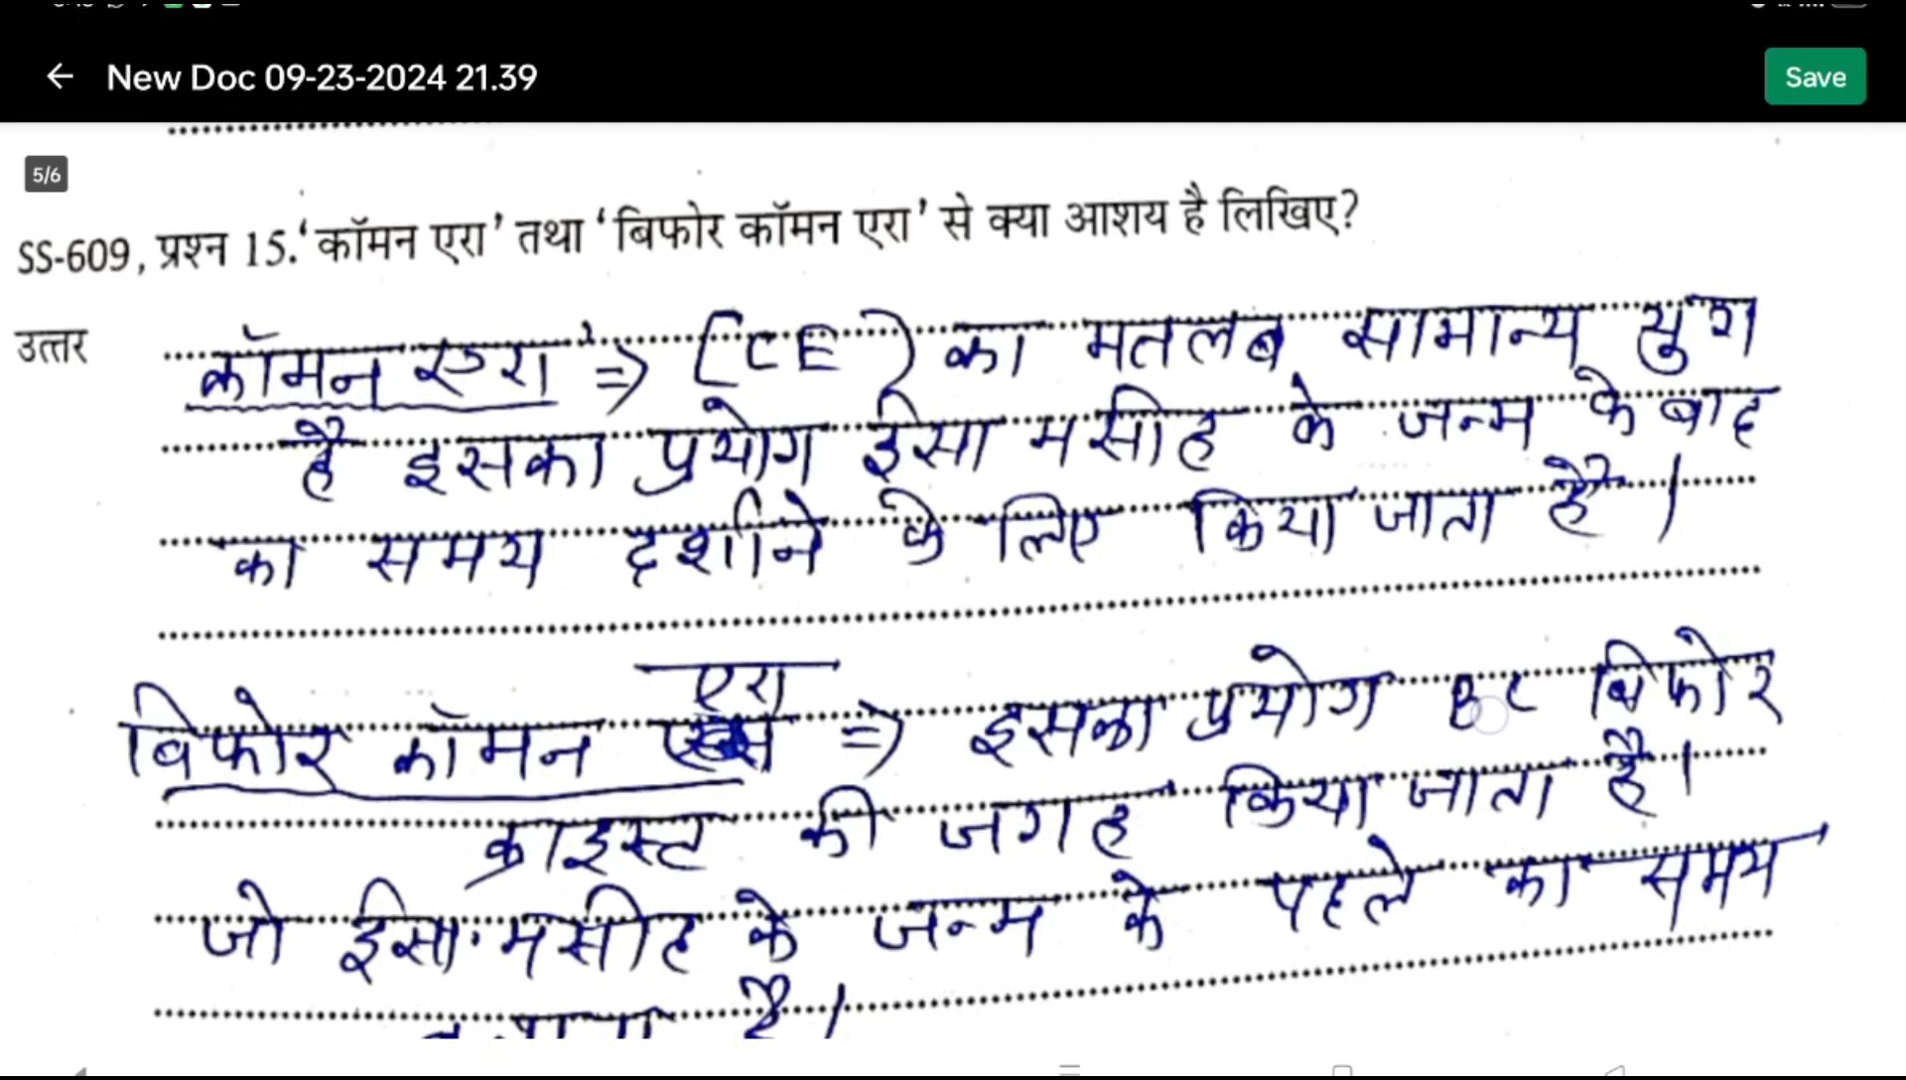 New Doc 09-23-2024 21.39
Save
5/6
SS-609, प्रश्न 15. 'कॉमन एरा' तथा 'बिफोर कॉमन एरा' से क्या आशय है लिखिए?
उत्तर
कॉमन एरा => (CE) का मतलब सामान्य युग
है इसका प्रयोग ईसा मसीह के जन्म के बाद
का समय दर्शाने के लिए किया जाता है।
एरा
बिफोर कॉमन => इसका प्रयोग BC बिफोर
क्राइस्ट की जगह किया जाता है।
जो ईसा मसीह के जन्म के पहले का समय
है।